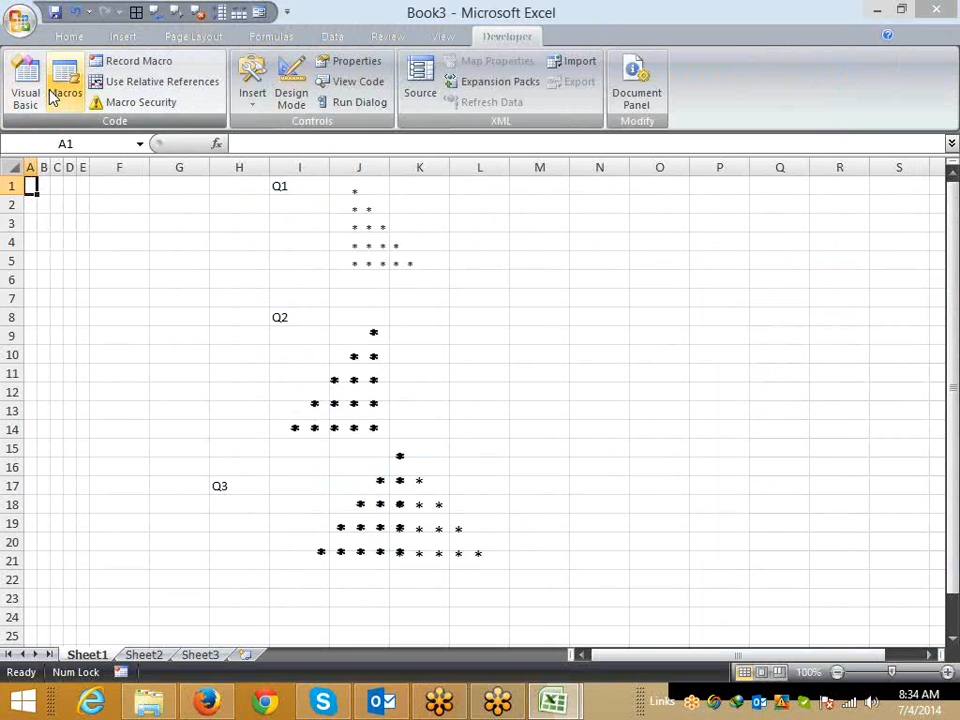 Book3 - Microsoft Excel
Home Insert Page Layout Formulas Data Review View Developer
Visual Basic
Macros
Record Macro
Use Relative References
Macro Security
Code
Insert
Design Mode
Properties
View Code
Run Dialog
Controls
Source
Map Properties
Expansion Packs
Refresh Data
Import
Export
XML
Document Panel
Modify
A1
fx
A B C D E F G H I J K L M N O P Q R S
1 Q1 *
2 * *
3 * * *
4 * * * *
5 * * * * *
6
7
8 Q2
9 *
10 * *
11 * * *
12 * * * *
13
14 * * * * *
15 *
16
17 Q3 * * *
18 * * * * *
19 * * * * * * *
20
21 * * * * * * * * *
22
23
24
25
Sheet1 Sheet2 Sheet3
Ready Num Lock 100%
Links
8:34 AM
7/4/2014